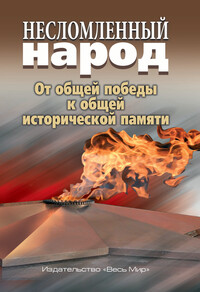 НЕСЛОМЛЕННЫЙ
народ
От общей победы
к общей
исторической памяти
Издательство «Весь Мир»